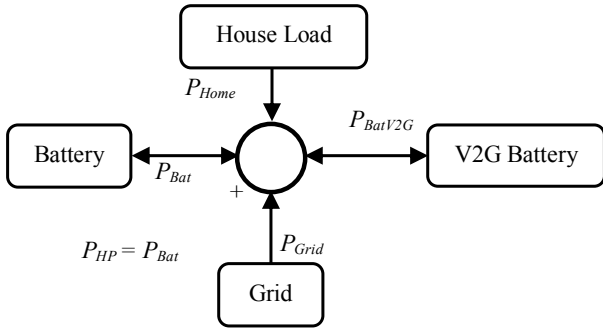 House Load
P_Home
P_BatV2G
Battery
V2G Battery
P_Bat
+
P_HP = P_Bat
P_Grid
Grid